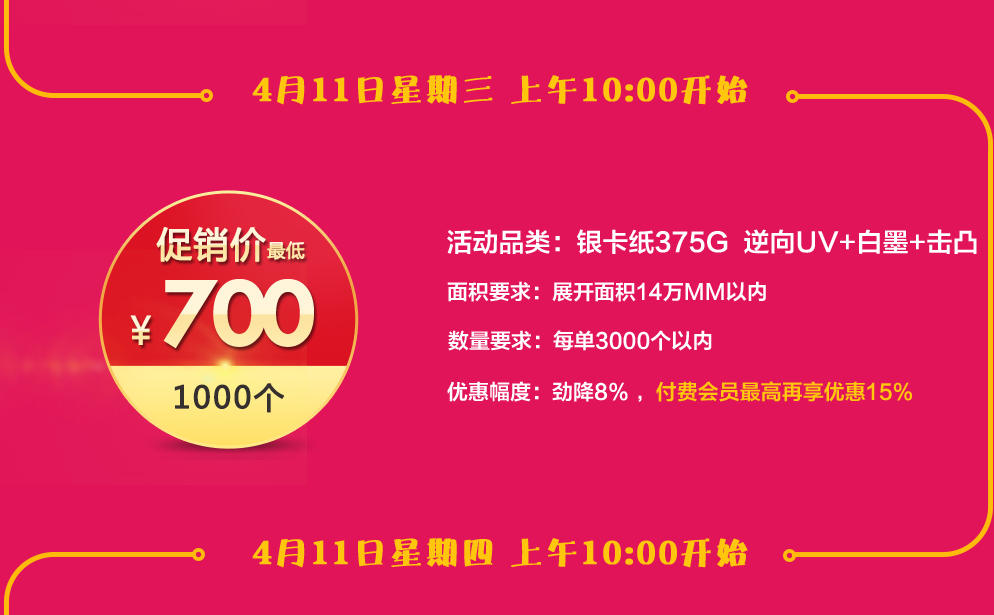 4月11日星期三 上午10:00开始
促销价最低
¥700
1000个
活动品类：银卡纸375G 逆向UV+白墨+击凸
面积要求：展开面积14万MM以内
数量要求：每单3000个以内
优惠幅度：劲降8%，付费会员最高再享优惠15%
4月11日星期四 上午10:00开始